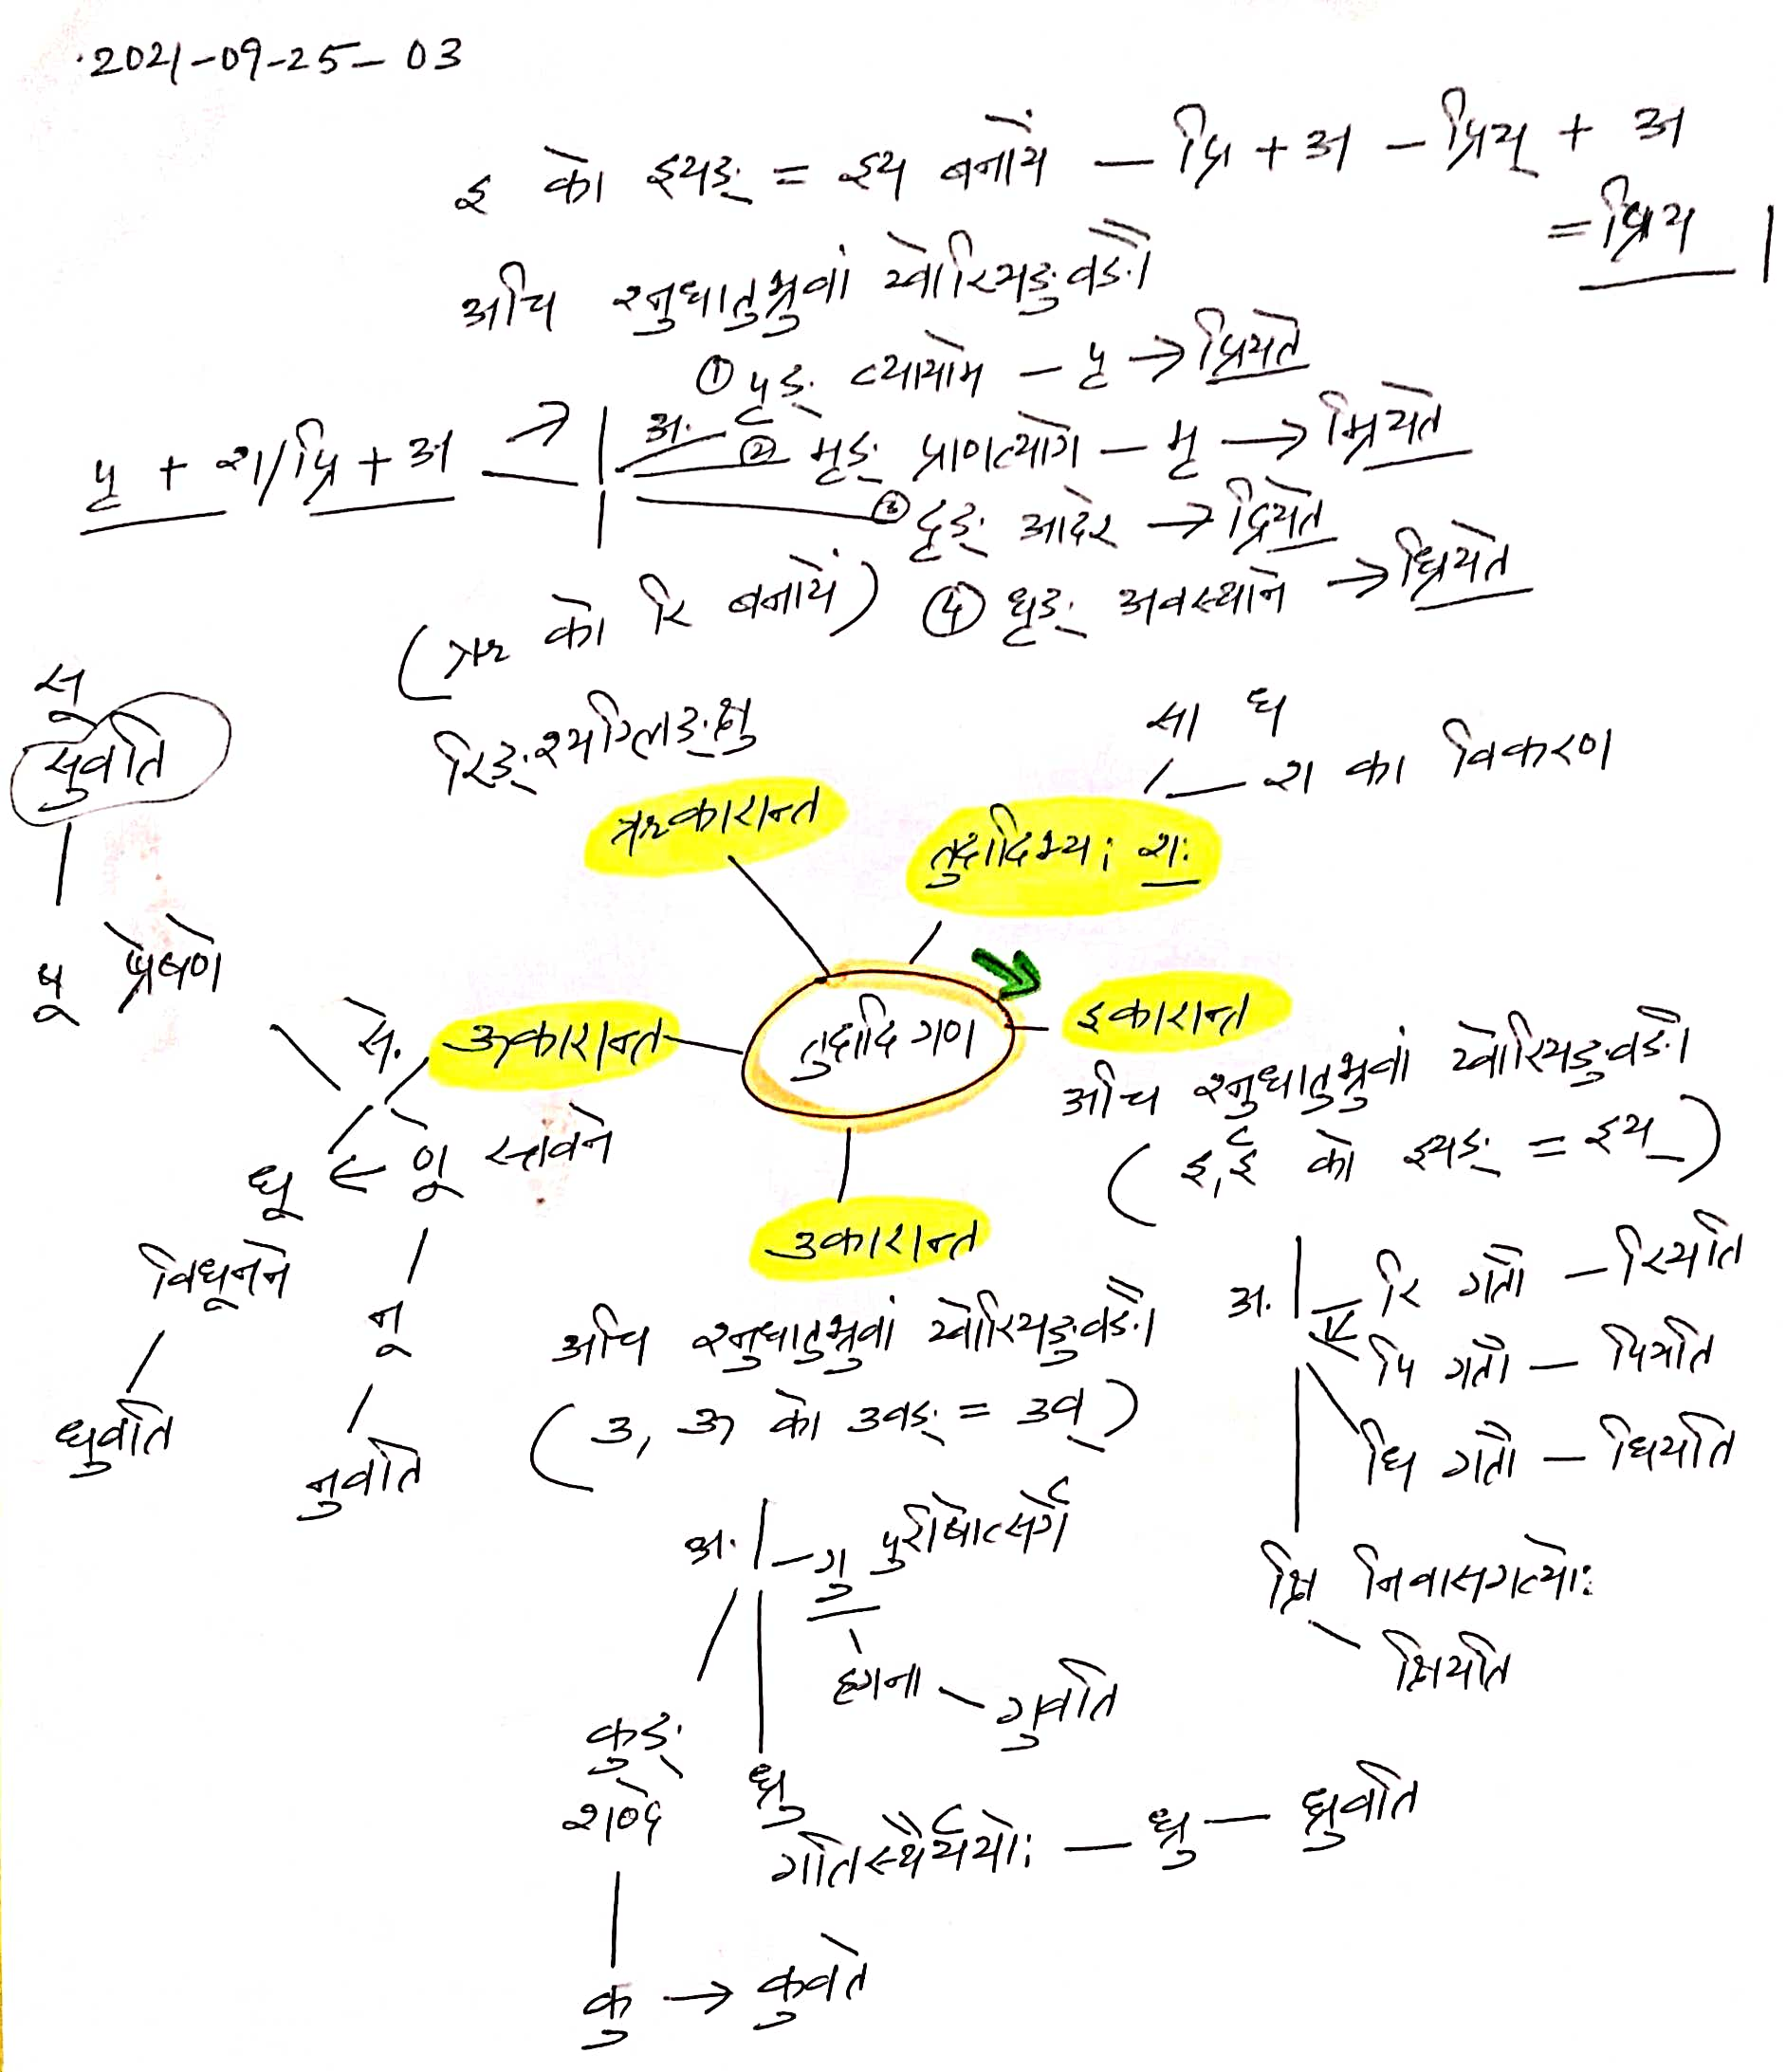 2021-09-25-03
इ को इयङ् = इय बनायें — प्रि + अ — प्रिय् + अ
= प्रिय ।
अचि श्नुधातुभ्रुवां य्वोरियङुवङौ
① पृङ् व्यायामे — पृ → प्रियते
पृ + श/प्रि + अ → अ. ② मृङ् प्राणत्यागे — मृ → म्रियते
③ दृङ् आदरे → द्रियते
(ऋ को रि बनायें) ④ धृङ् अवस्थाने → ध्रियते
रिङ् शयग्लिङ्क्षु
सू
सुवति
षू प्रेषणे
सा ध
श का विकरण
ऋकारान्त
तुदादिभ्यः शः
तुदादि गण
इकारान्त
अचि श्नुधातुभ्रुवां य्वोरियङुवङौ
(इ, ई को इयङ् = इय्)
अ. रि गतौ — रियति
पि गतौ — पियति
धि गतौ — धियति
क्षि निवासगत्योः
क्षियति
ऊकारान्त
से.
धू ← णू स्तवने
विधूनने
नू
धुवति
नुवति
उकारान्त
अचि श्नुधातुभ्रुवां य्वोरियङुवङौ
(उ, ऊ को उवङ् = उव्)
अ. गु पुरीषोत्सर्गे
हगना — गुवति
कुङ्
शब्दे
ध्रु
गतिस्थैर्ययोः — ध्रु — ध्रुवति
कु → कुवते